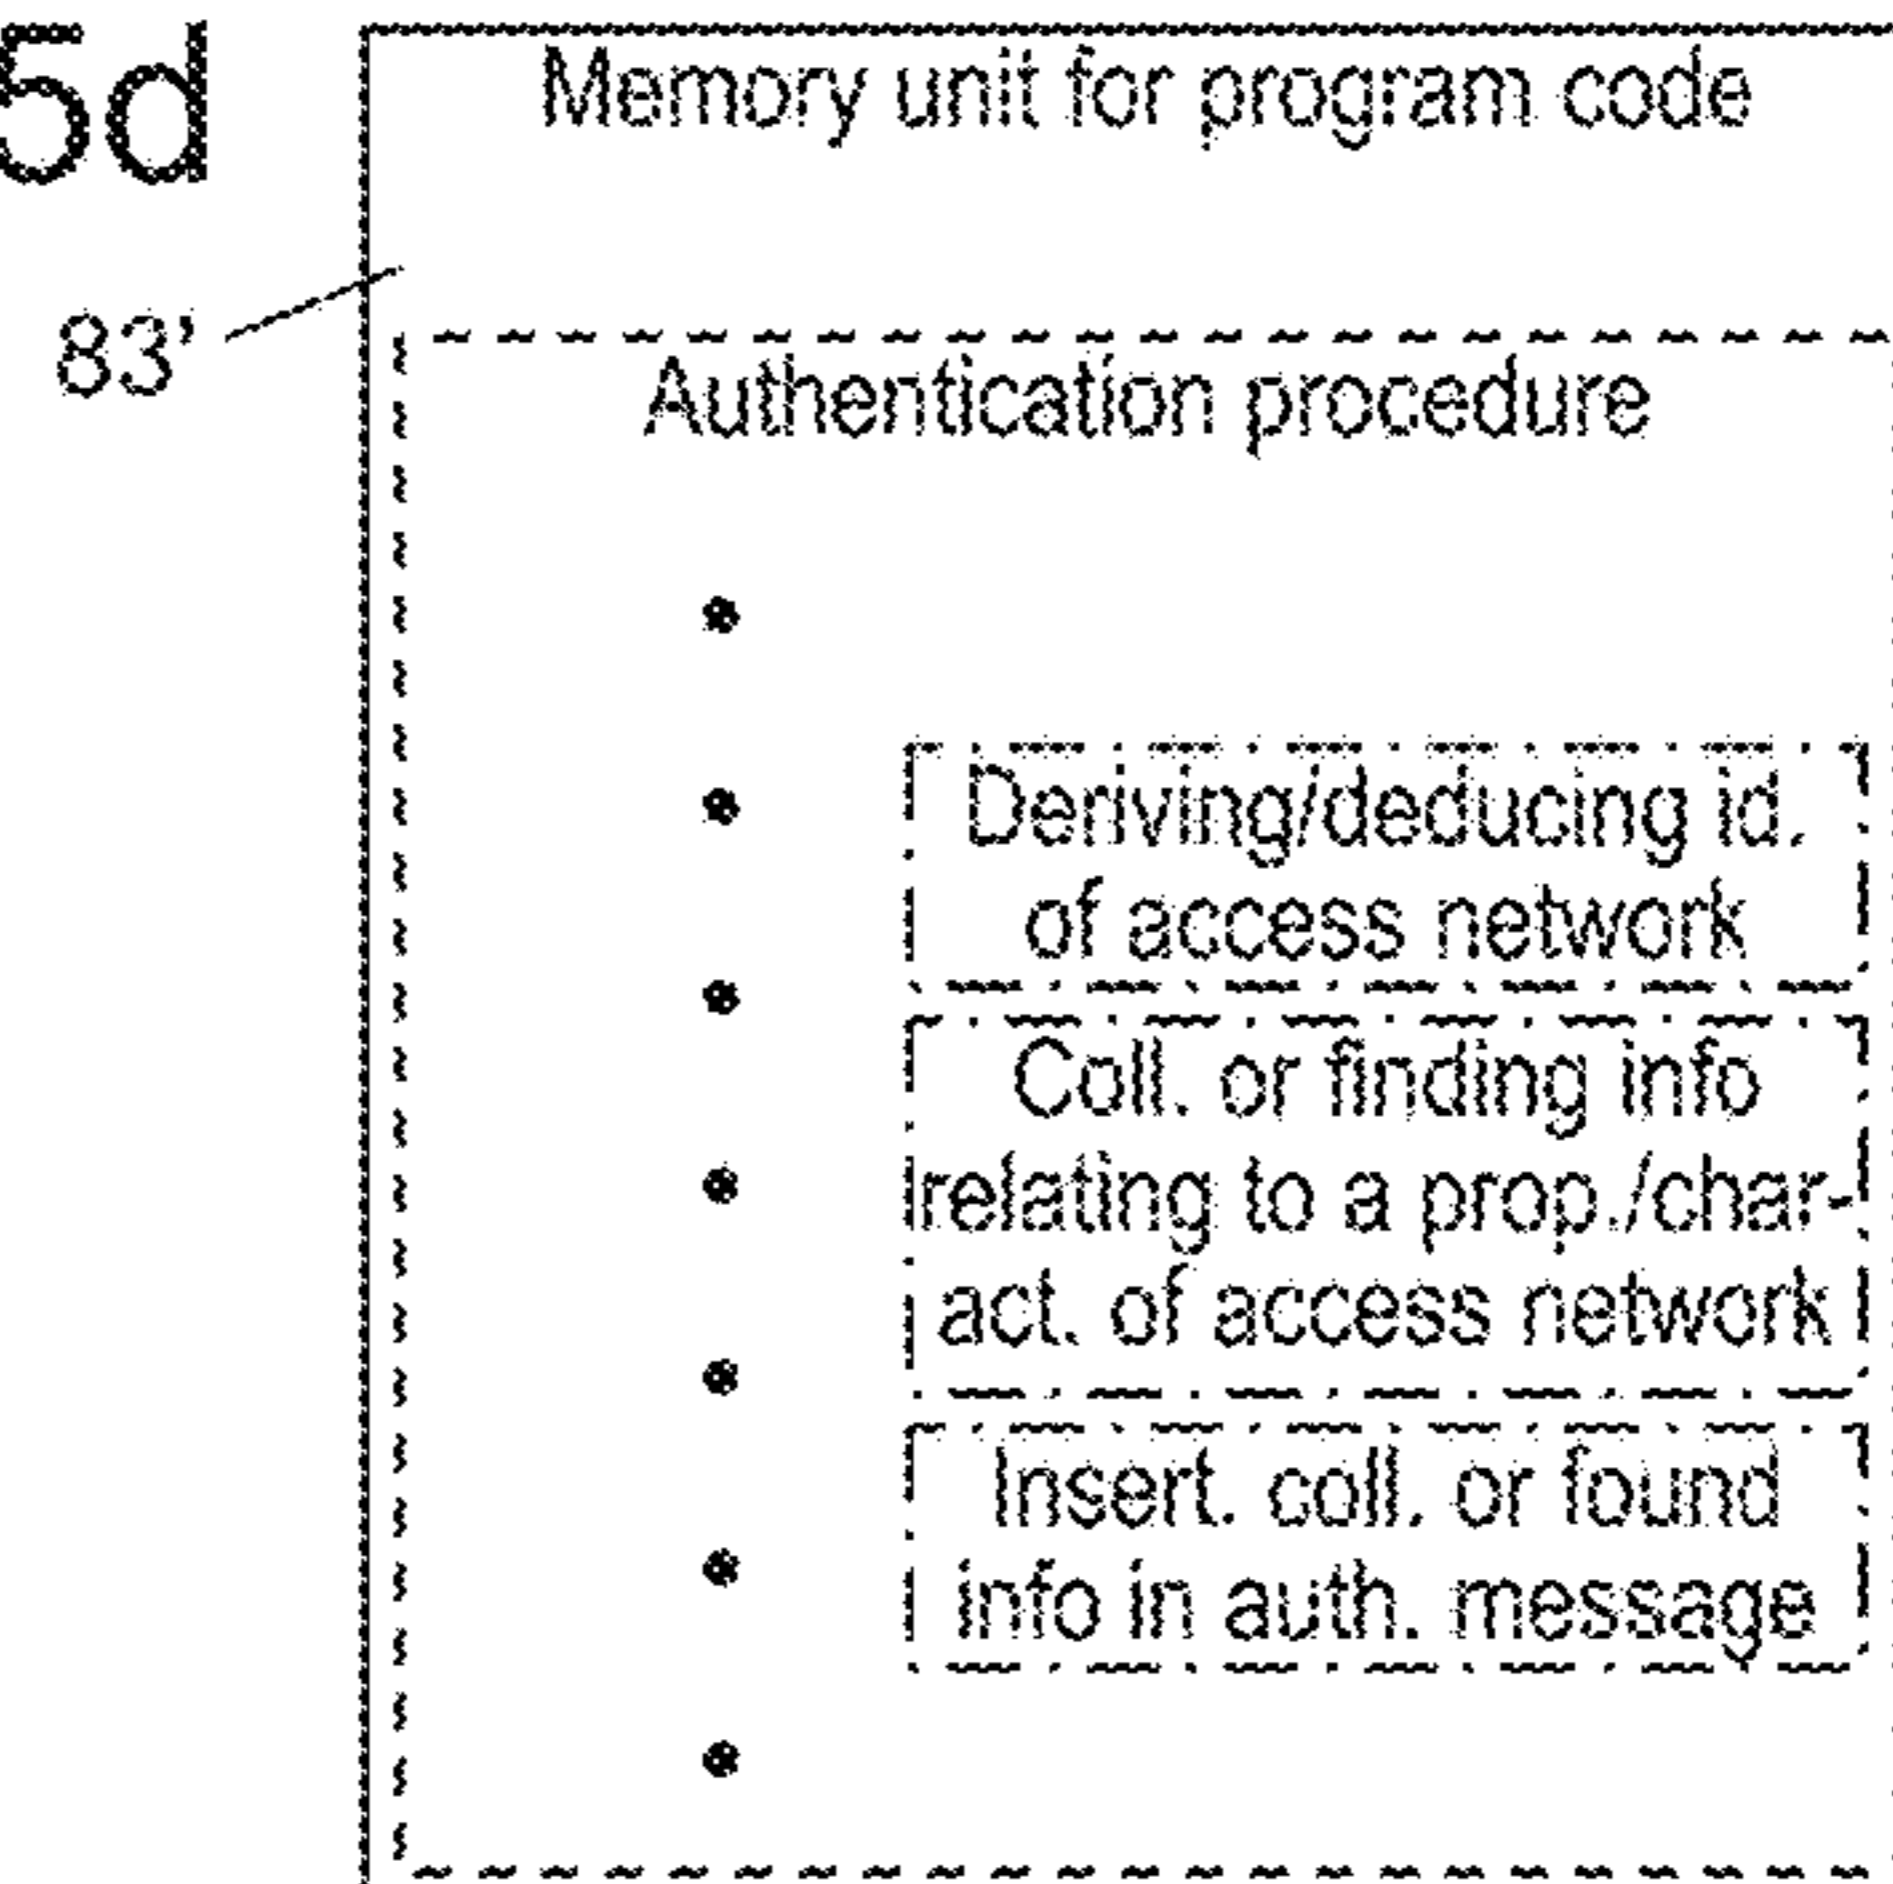 5d
Memory unit for program code
83'
Authentication procedure
Deriving/deducing id.
of access network
Coll. or finding info
relating to a prop./char-
act. of access network
Insert. coll. or found
info in auth. message